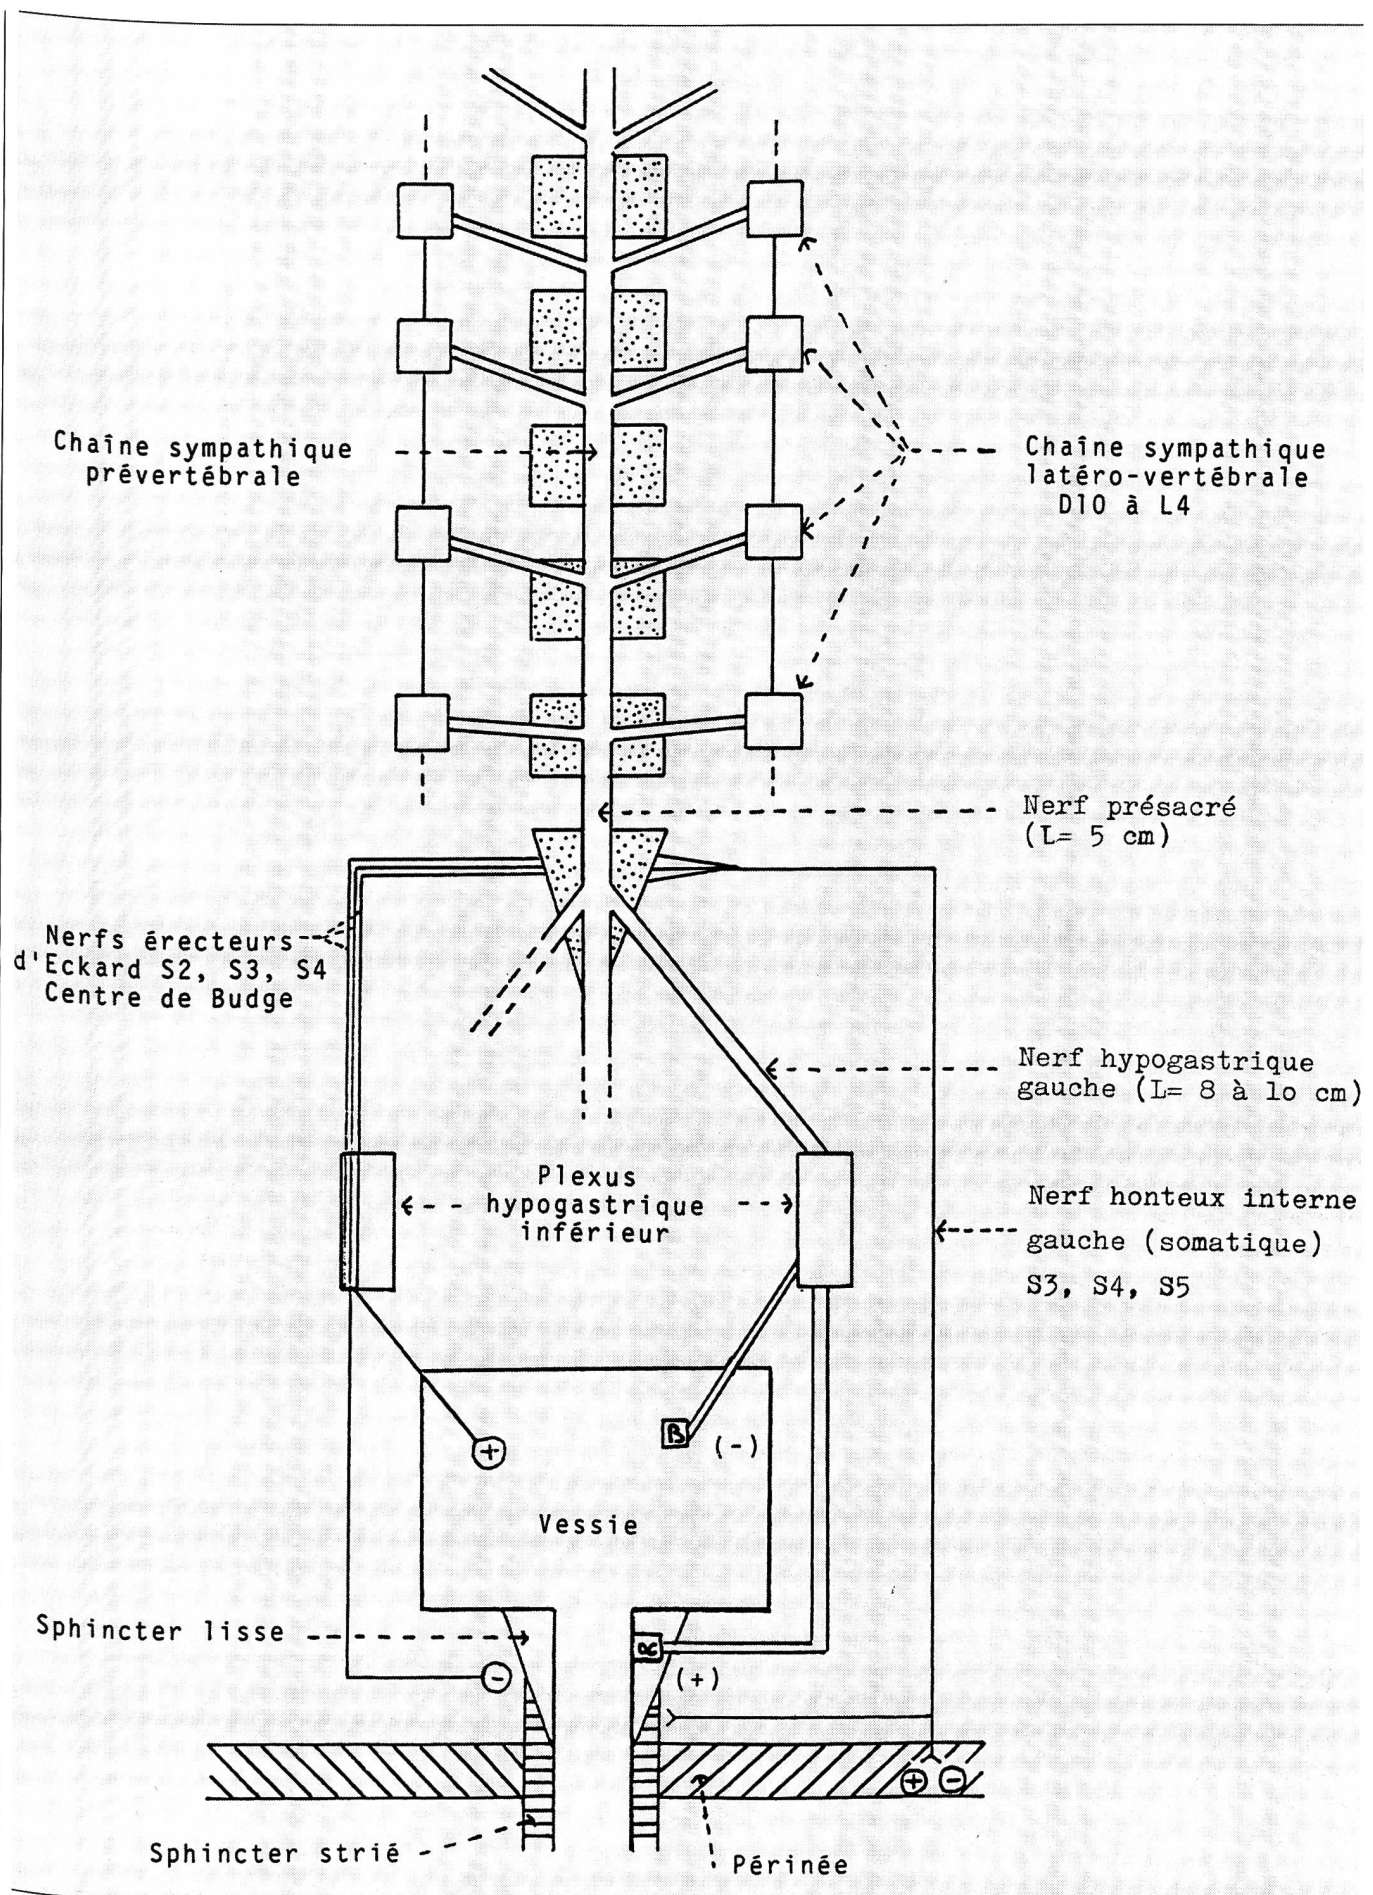 Chaîne sympathique
prévertébrale
Chaîne sympathique
latéro-vertébrale
D10 à L4
Nerf présacré
(L= 5 cm)
Nerfs érecteurs
d'Eckard S2, S3, S4
Centre de Budge
Nerf hypogastrique
gauche (L= 8 à lo cm)
Plexus
hypogastrique
inférieur
Nerf honteux interne
gauche (somatique)
S3, S4, S5
+
β
(-)
Vessie
Sphincter lisse
α
-
(+)
+ -
Sphincter strié
Périnée